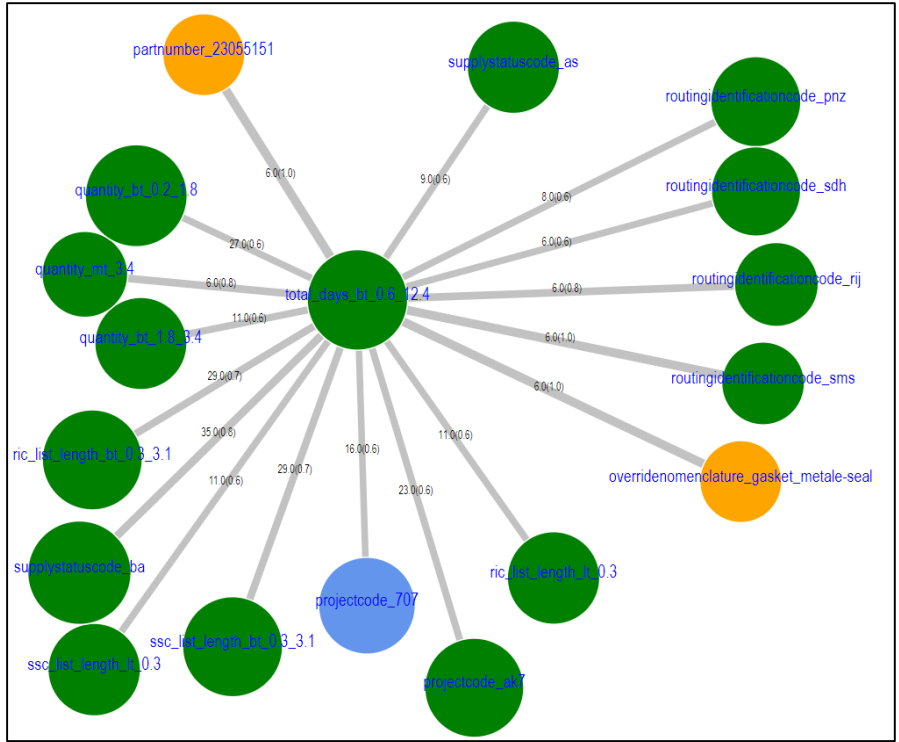 partnumber_23055151
supplystatuscode_as
routingidentificationcode_pnz
6.0(1.0)
9.0(0.6)
quantity_bt_0.2_1.8
8.0(0.6)
routingidentificationcode_sdh
27.0(0.6)
6.0(0.6)
quantity_mt_3.4
6.0(0.8)
total_days_bt_0.6_12.4
6.0(0.8)
routingidentificationcode_rij
11.0(0.6)
quantity_bt_1.8_3.4
6.0(1.0)
29.0(0.7)
routingidentificationcode_sms
6.0(1.0)
35.0(0.8)
11.0(0.6)
16.0(0.6)
ric_list_length_bt_0.3_3.1
29.0(0.7)
overridenomenclature_gasket_metale-seal
11.0(0.6)
23.0(0.6)
supplystatuscode_ba
ric_list_length_lt_0.3
projectcode_707
ssc_list_length_bt_0.3_3.1
ssc_list_length_lt_0.3
projectcode_ak7